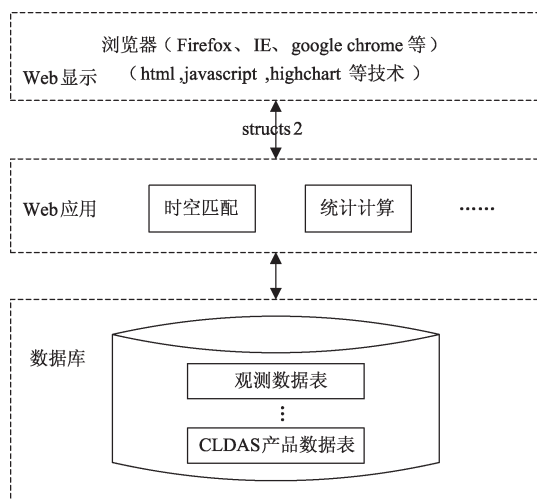 浏览器(Firefox、IE、google chrome 等)
Web显示
(html ,javascript ,highchart 等技术 )
structs 2
Web应用
时空匹配
统计计算
……
数据库
观测数据表
⋮
CLDAS产品数据表